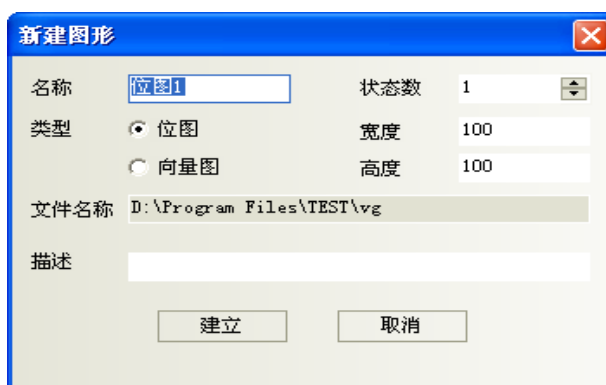 新建图形
名称 位图1 状态数 1
类型 位图 宽度 100
向量图 高度 100
文件名称 D:\Program Files\TEST\vg
描述
建立 取消